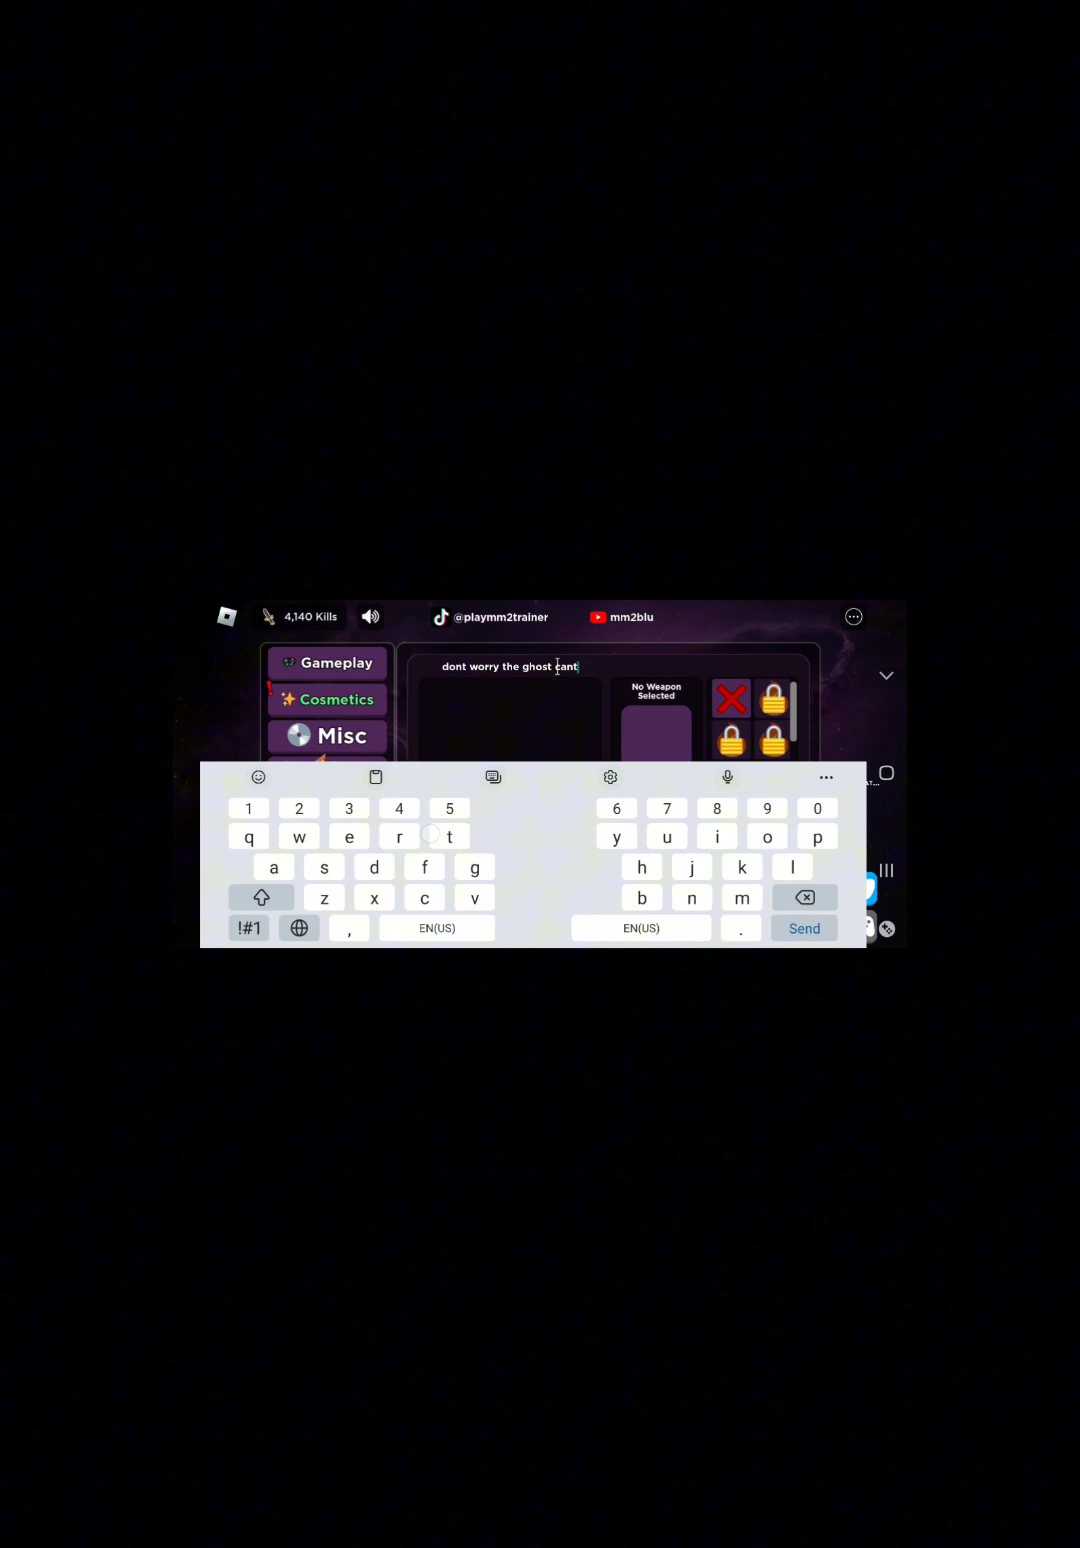 4,140 Kills @playmm2trainer mm2blu
Gameplay
dont worry the ghost cant
Cosmetics
No Weapon
Selected
Misc
1 2 3 4 5 6 7 8 9 0
q w e r t y u i o p
a s d f g h j k l
z x c v b n m
!#1 , EN(US) EN(US) . Send